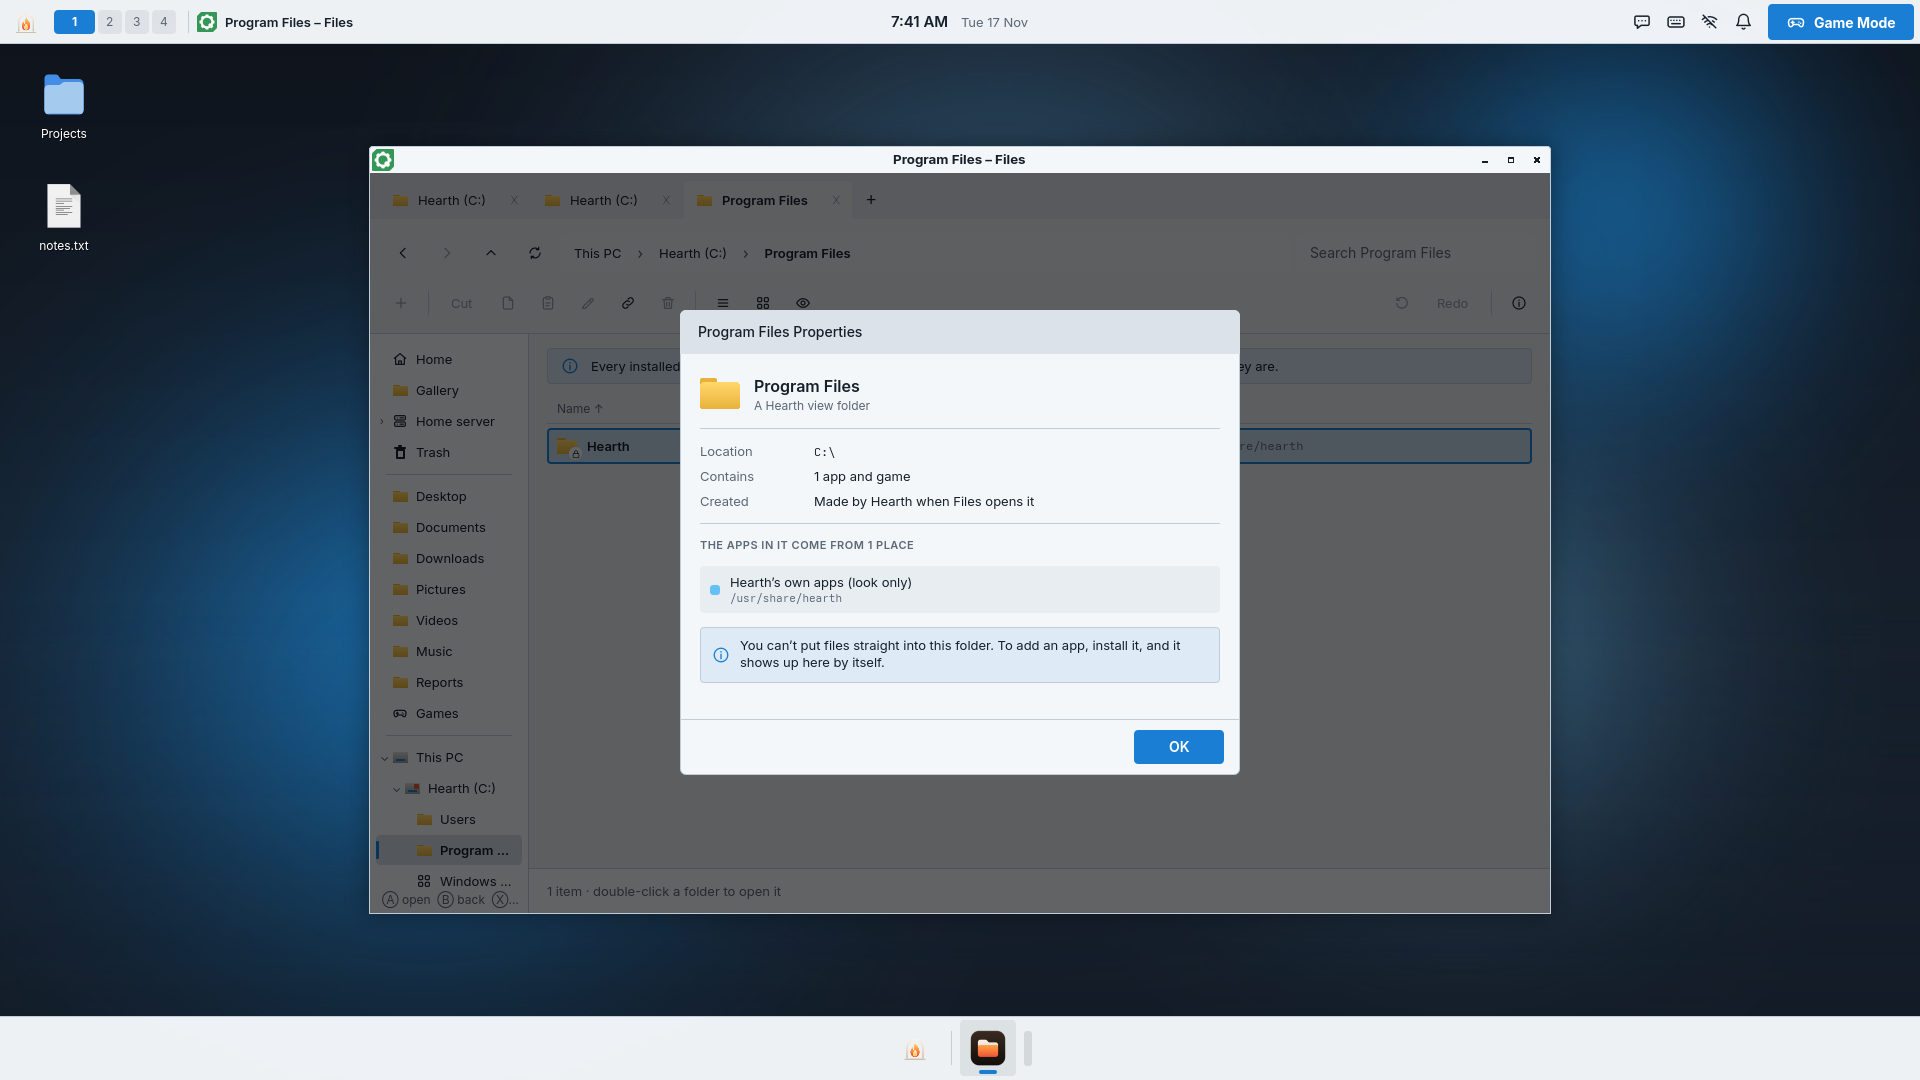 1 2 3 4 Program Files – Files 7:41 AM Tue 17 Nov Game Mode
Projects
notes.txt
Program Files – Files
Hearth (C:) X Hearth (C:) X Program Files X +
This PC › Hearth (C:) › Program Files Search Program Files
Cut Redo
Home
Gallery
Home server
Trash
Desktop
Documents
Downloads
Pictures
Videos
Music
Reports
Games
This PC
Hearth (C:)
Users
Program ...
Windows ...
A open B back X...
Every installed
ey are.
Name ↑
Hearth
re/hearth
Program Files Properties
Program Files
A Hearth view folder
Location C:\
Contains 1 app and game
Created Made by Hearth when Files opens it
THE APPS IN IT COME FROM 1 PLACE
Hearth’s own apps (look only)
/usr/share/hearth
You can’t put files straight into this folder. To add an app, install it, and it
shows up here by itself.
OK
1 item · double-click a folder to open it